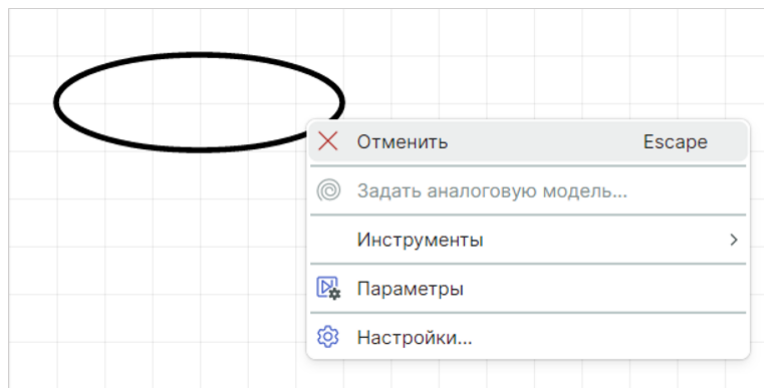 Отменить Escape
Задать аналоговую модель...
Инструменты
Параметры
Настройки...